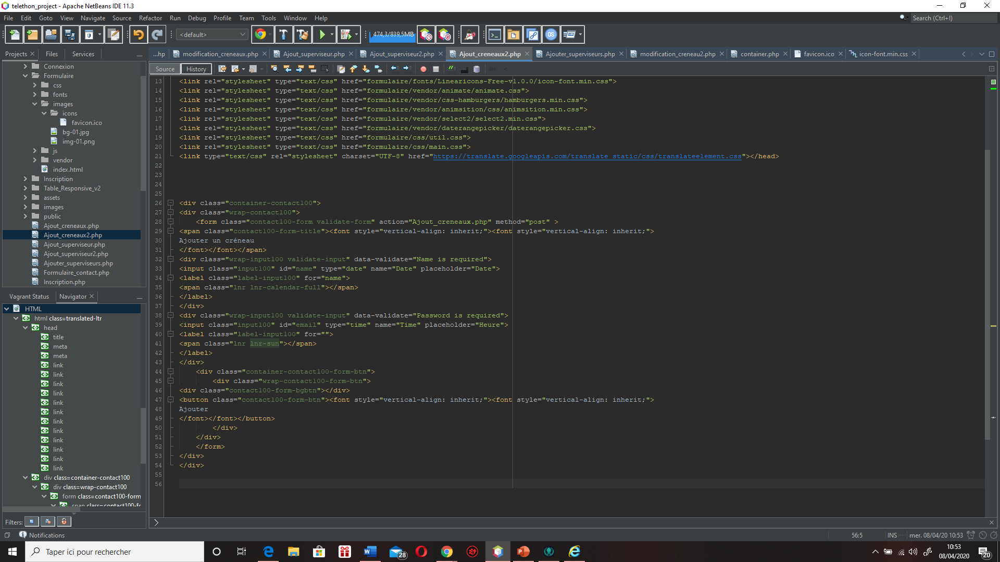 telethon_project - Apache NetBeans IDE 11.3
File Edit Goto View Navigate Source Refactor Run Debug Profile Team Tools Window Help
Search (Ctrl+I)
<default>
474,3/839,5MB
Projects Files Services
...hp modification_creneaux.php Ajout_superviseur.php Ajout_superviseur2.php Ajout_creneaux2.php Ajouter_superviseurs.php modification_creneau2.php container.php favicon.ico icon-font.min.css
Source History
Connexion
Formulaire
css
fonts
images
icons
favicon.ico
bg-01.jpg
img-01.png
js
vendor
index.html
Inscription
Table_Responsive_v2
assets
images
public
Ajout_creneaux.php
Ajout_creneaux2.php
Ajout_superviseur.php
Ajout_superviseur2.php
Ajouter_superviseurs.php
Formulaire_contact.php
Inscription.php
Vagrant Status Navigator
HTML
html class=translated-ltr
head
title
meta
meta
link
link
link
link
link
link
link
link
link
link
link
link
div class=container-contact100
div class=wrap-contact100
form class=contact100-form
span class=contact100-fo
Filters:
13 <link rel="stylesheet" type="text/css" href="formulaire/fonts/Linearicons-Free-v1.0.0/icon-font.min.css">
14 <link rel="stylesheet" type="text/css" href="formulaire/vendor/animate/animate.css">
15 <link rel="stylesheet" type="text/css" href="formulaire/vendor/css-hamburgers/hamburgers.min.css">
16 <link rel="stylesheet" type="text/css" href="formulaire/vendor/animsition/css/animsition.min.css">
17 <link rel="stylesheet" type="text/css" href="formulaire/vendor/select2/select2.min.css">
18 <link rel="stylesheet" type="text/css" href="formulaire/vendor/daterangepicker/daterangepicker.css">
19 <link rel="stylesheet" type="text/css" href="formulaire/css/util.css">
20 <link rel="stylesheet" type="text/css" href="formulaire/css/main.css">
21 <link type="text/css" rel="stylesheet" charset="UTF-8" href="https://translate.googleapis.com/translate_static/css/translateelement.css"></head>
22
23
24
25
26 <div class="container-contact100">
27 <div class="wrap-contact100">
28 <form class="contact100-form validate-form" action="Ajout_creneaux.php" method="post" >
29 <span class="contact100-form-title"><font style="vertical-align: inherit;"><font style="vertical-align: inherit;">
30 Ajouter un créneau
31 </font></font></span>
32 <div class="wrap-input100 validate-input" data-validate="Name is required">
33 <input class="input100" id="name" type="date" name="Date" placeholder="Date">
34 <label class="label-input100" for="name">
35 <span class="lnr lnr-calendar-full"></span>
36 </label>
37 </div>
38 <div class="wrap-input100 validate-input" data-validate="Password is required">
39 <input class="input100" id="email" type="time" name="Time" placeholder="Heure">
40 <label class="label-input100" for="">
41 <span class="lnr lnr-sun"></span>
42 </label>
43 </div>
44 <div class="container-contact100-form-btn">
45 <div class="wrap-contact100-form-btn">
46 <div class="contact100-form-bgbtn"></div>
47 <button class="contact100-form-btn"><font style="vertical-align: inherit;"><font style="vertical-align: inherit;">
48 Ajouter
49 </font></font></button>
50 </div>
51 </div>
52 </form>
53 </div>
54 </div>
55
56
Notifications
56:5 INS mer. 08/04/20 10:53
Taper ici pour rechercher
28
10:53
08/04/2020
20